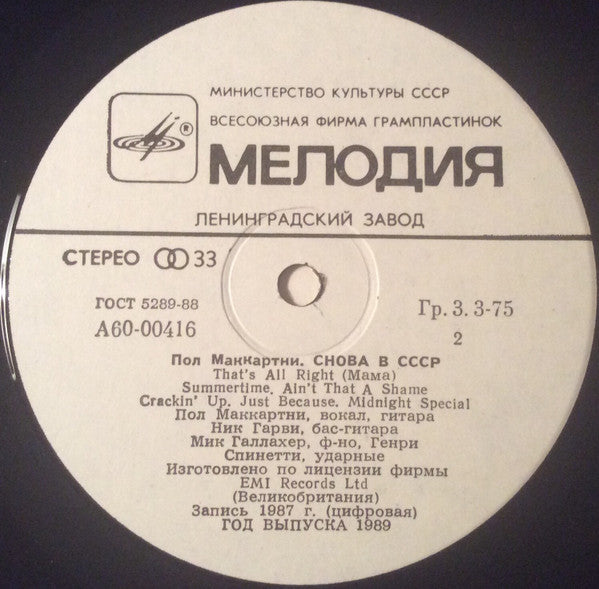 МИНИСТЕРСТВО КУЛЬТУРЫ СССР
ВСЕСОЮЗНАЯ ФИРМА ГРАМПЛАСТИНОК
®
МЕЛОДИЯ
ЛЕНИНГРАДСКИЙ ЗАВОД
СТЕРЕО 33
ГОСТ 5289-88
Гр. 3. 3-75
А60-00416
2
Пол Маккартни. СНОВА В СССР
That's All Right (Мама)
Summertime. Ain't That A Shame
Crackin' Up. Just Because. Midnight Special
Пол Маккартни, вокал, гитара
Ник Гарви, бас-гитара
Мик Галлахер, ф-но, Генри
Спинетти, ударные
Изготовлено по лицензии фирмы
EMI Records Ltd
(Великобритания)
Запись 1987 г. (цифровая)
ГОД ВЫПУСКА 1989